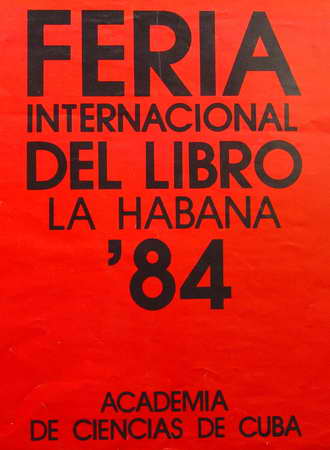 FERIA
INTERNACIONAL
DEL LIBRO
LA HABANA
'84
ACADEMIA
DE CIENCIAS DE CUBA